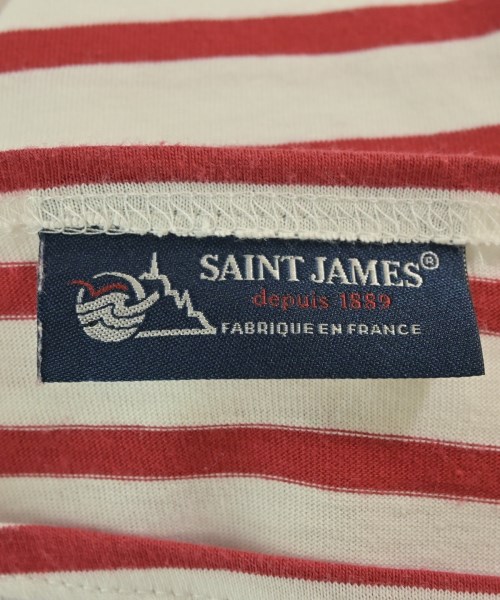 SAINT JAMES®
depuis 1889
FABRIQUE EN FRANCE